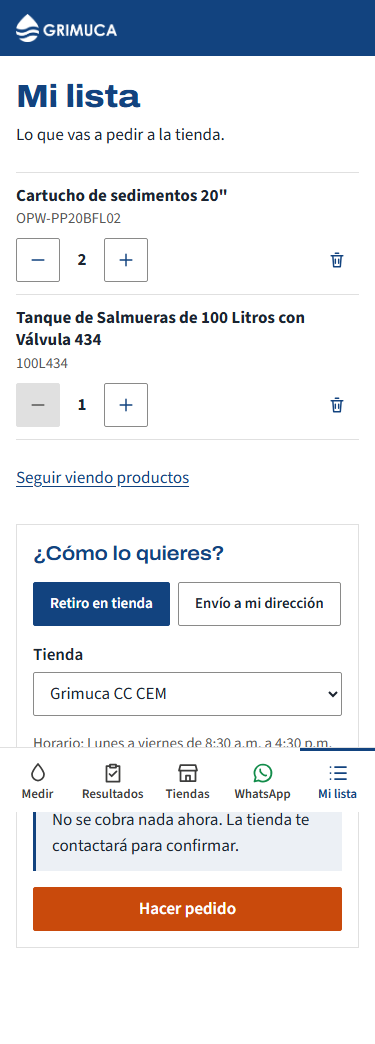 GRIMUCA
Mi lista
Lo que vas a pedir a la tienda.
Cartucho de sedimentos 20"
OPW-PP20BFL02
2
Tanque de Salmueras de 100 Litros con
Válvula 434
100L434
1
Seguir viendo productos
¿Cómo lo quieres?
Retiro en tienda
Envío a mi dirección
Tienda
Grimuca CC CEM
Horario: Lunes a viernes de 8:30 a.m. a 4:30 p.m.
Medir
Resultados
Tiendas
WhatsApp
Mi lista
No se cobra nada ahora. La tienda te
contactará para confirmar.
Hacer pedido